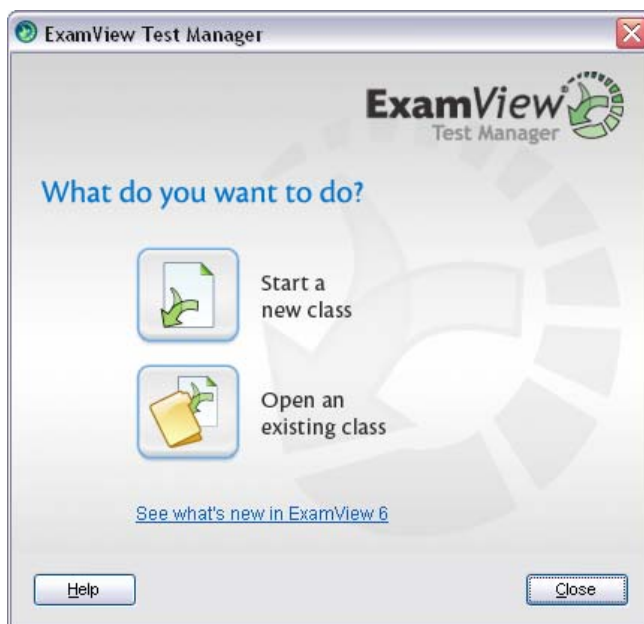 ExamView Test Manager
ExamView®
Test Manager
What do you want to do?
Start a
new class
Open an
existing class
See what's new in ExamView 6
Help
Close